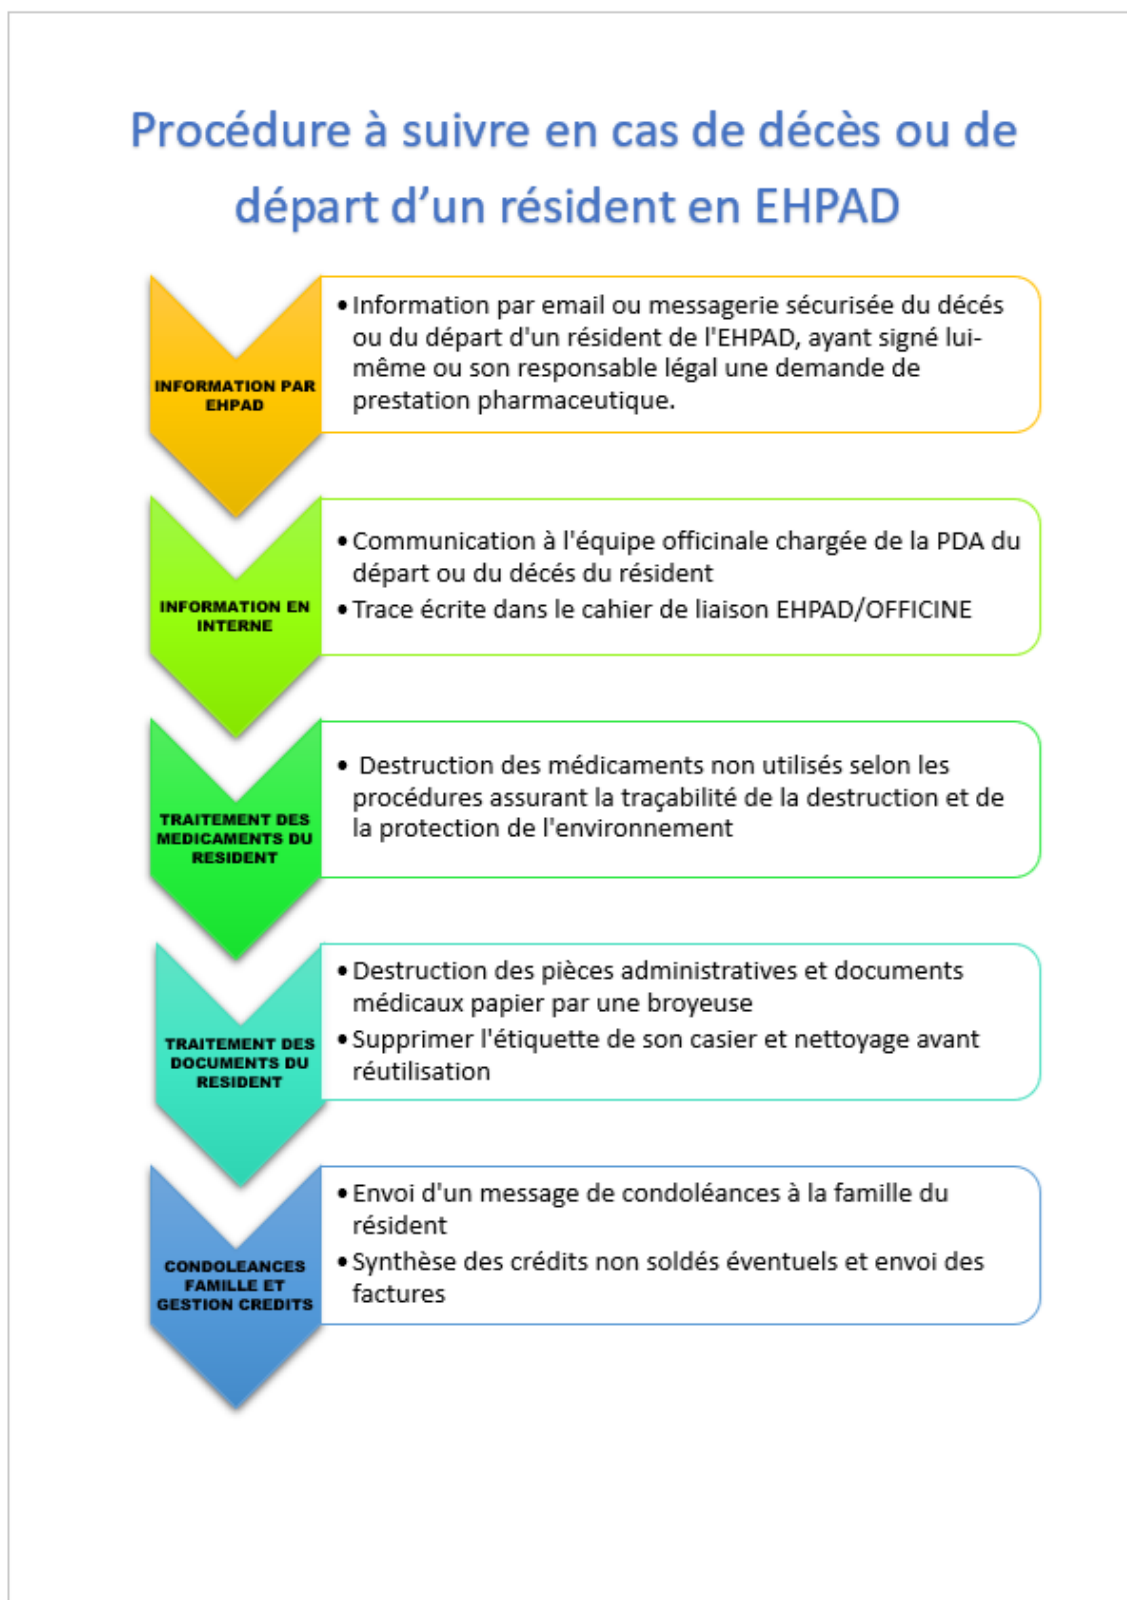 Procédure à suivre en cas de décès ou de
départ d’un résident en EHPAD
INFORMATION PAR
EHPAD
•Information par email ou messagerie sécurisée du décés
ou du départ d'un résident de l'EHPAD, ayant signé lui-
même ou son responsable légal une demande de
prestation pharmaceutique.
INFORMATION EN
INTERNE
•Communication à l'équipe officinale chargée de la PDA du
départ ou du décés du résident
•Trace écrite dans le cahier de liaison EHPAD/OFFICINE
TRAITEMENT DES
MEDICAMENTS DU
RESIDENT
• Destruction des médicaments non utilisés selon les
procédures assurant la traçabilité de la destruction et de
la protection de l'environnement
TRAITEMENT DES
DOCUMENTS DU
RESIDENT
•Destruction des pièces administratives et documents
médicaux papier par une broyeuse
•Supprimer l'étiquette de son casier et nettoyage avant
réutilisation
CONDOLEANCES
FAMILLE ET
GESTION CREDITS
•Envoi d'un message de condoléances à la famille du
résident
•Synthèse des crédits non soldés éventuels et envoi des
factures